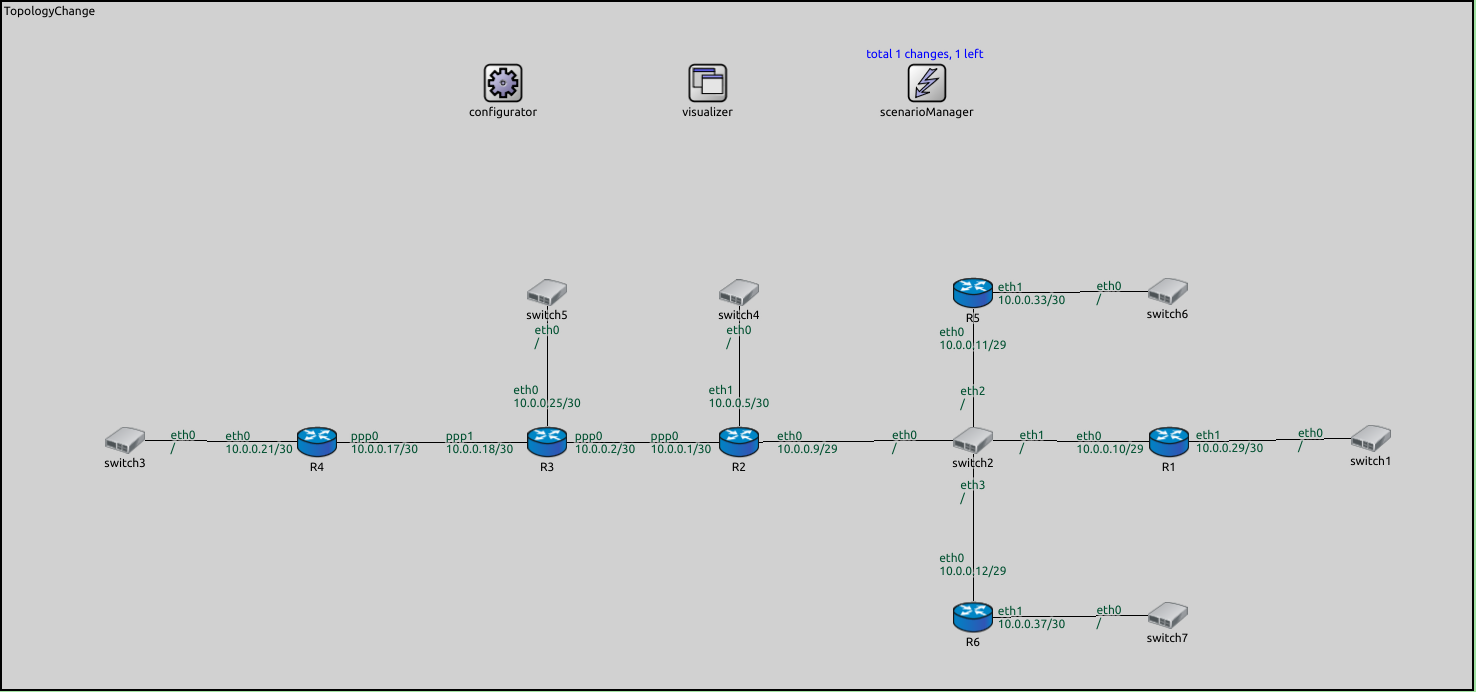 TopologyChange
total 1 changes, 1 left
configurator
visualizer
scenarioManager
switch5
eth0
/
eth0
10.0.0.25/30
switch4
eth0
/
eth1
10.0.0.5/30
R5
eth1
10.0.0.33/30
eth0
/
switch6
eth0
10.0.0.11/29
eth2
/
switch3
eth0
/
eth0
10.0.0.21/30
R4
ppp0
10.0.0.17/30
ppp1
10.0.0.18/30
R3
ppp0
10.0.0.2/30
ppp0
10.0.0.1/30
R2
eth0
10.0.0.9/29
eth0
/
switch2
eth1
/
eth0
10.0.0.10/29
R1
eth1
10.0.0.29/30
eth0
/
switch1
eth3
/
eth0
10.0.0.12/29
R6
eth1
10.0.0.37/30
eth0
/
switch7